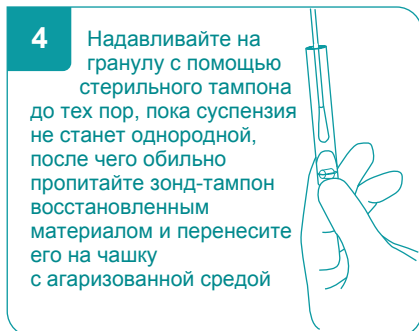 4
Надавливайте на
гранулу с помощью
стерильного тампона
до тех пор, пока суспензия
не станет однородной,
после чего обильно
пропитайте зонд-тампон
восстановленным
материалом и перенесите
его на чашку
с агаризованной средой